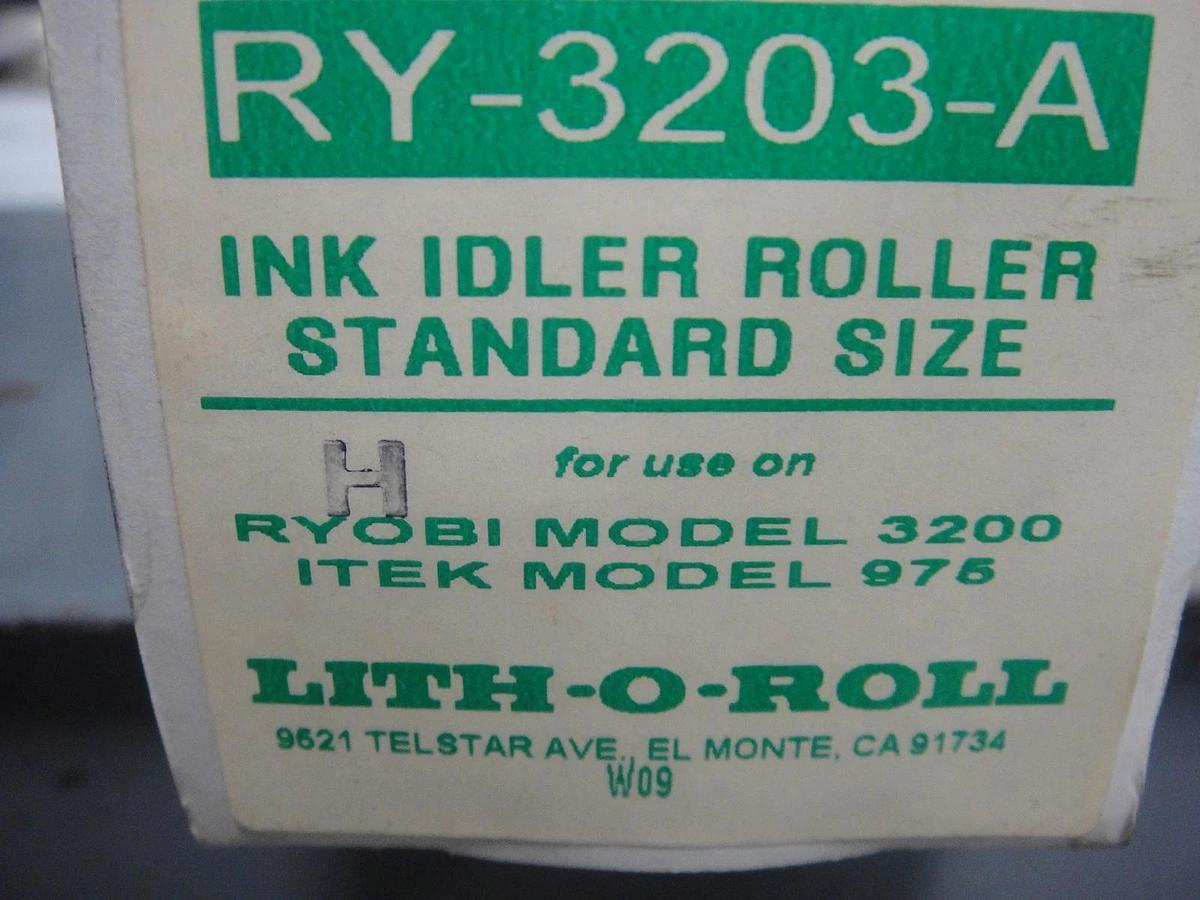 RY-3203-A
INK IDLER ROLLER
STANDARD SIZE
H
for use on
RYOBI MODEL 3200
ITEK MODEL 975
LITH-O-ROLL
9521 TELSTAR AVE., EL MONTE, CA 91734
W09